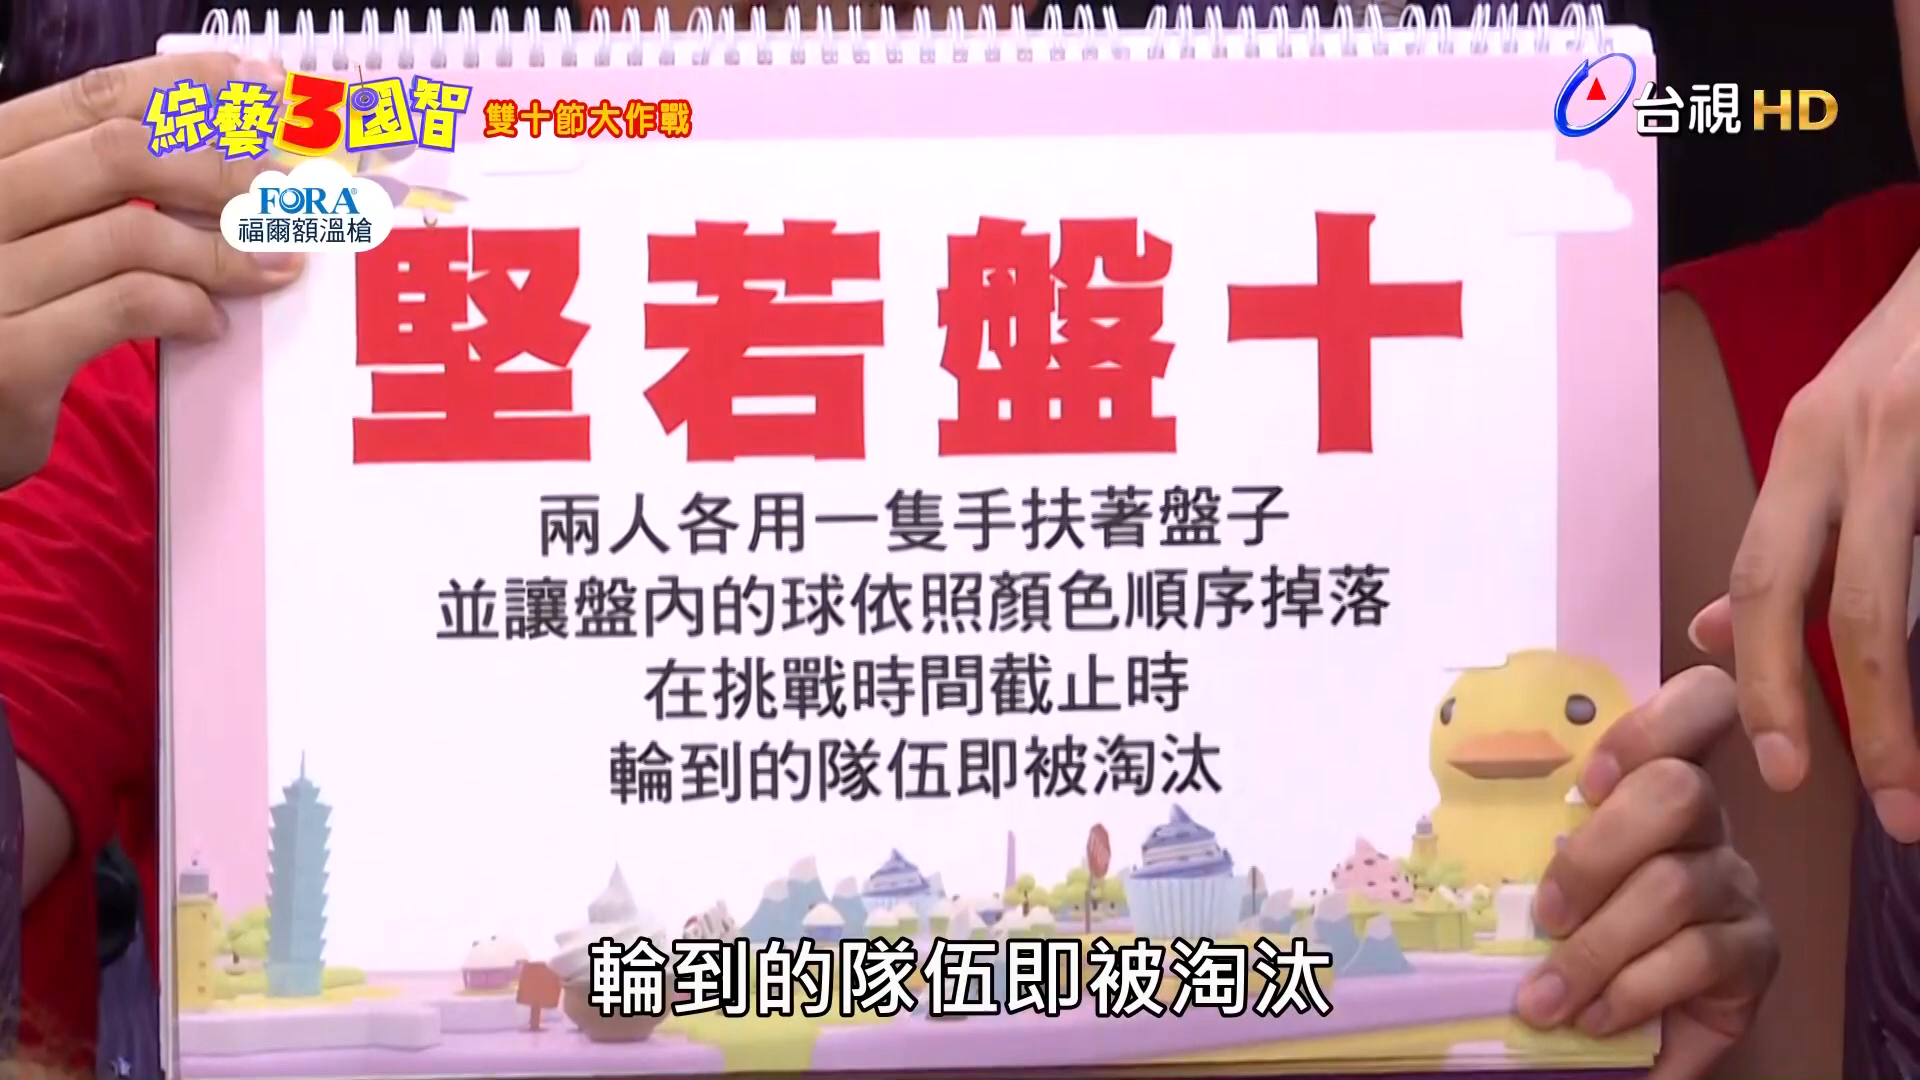 綜藝3國智 雙十節大作戰
台視HD
FORA®
福爾額溫槍
堅若盤十
兩人各用一隻手扶著盤子
並讓盤內的球依照顏色順序掉落
在挑戰時間截止時
輪到的隊伍即被淘汰
輪到的隊伍即被淘汰